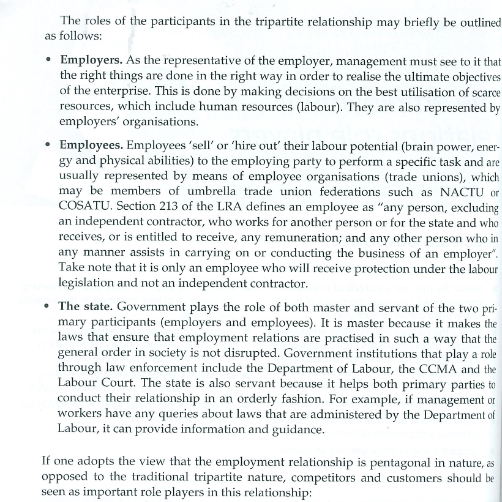 The roles of the participants in the tripartite relationship may briefly be outlined
as follows:
• Employers. As the representative of the employer, management must see to it that
the right things are done in the right way in order to realise the ultimate objectives
of the enterprise. This is done by making decisions on the best utilisation of scarce
resources, which include human resources (labour). They are also represented by
employers' organisations.
• Employees. Employees 'sell' or 'hire out' their labour potential (brain power, ener-
gy and physical abilities) to the employing party to perform a specific task and are
usually represented by means of employee organisations (trade unions), which
may be members of umbrella trade union federations such as NACTU or
COSATU. Section 213 of the LRA defines an employee as "any person, excluding
an independent contractor, who works for another person or for the state and who
receives, or is entitled to receive, any remuneration; and any other person who in
any manner assists in carrying on or conducting the business of an employer".
Take note that it is only an employee who will receive protection under the labour
legislation and not an independent contractor.
• The state. Government plays the role of both master and servant of the two pri-
mary participants (employers and employees). It is master because it makes the
laws that ensure that employment relations are practised in such a way that the
general order in society is not disrupted. Government institutions that play a role
through law enforcement include the Department of Labour, the CCMA and the
Labour Court. The state is also servant because it helps both primary parties to
conduct their relationship in an orderly fashion. For example, if management or
workers have any queries about laws that are administered by the Department of
Labour, it can provide information and guidance.
If one adopts the view that the employment relationship is pentagonal in nature, as
opposed to the traditional tripartite nature, competitors and customers should be
seen as important role players in this relationship: